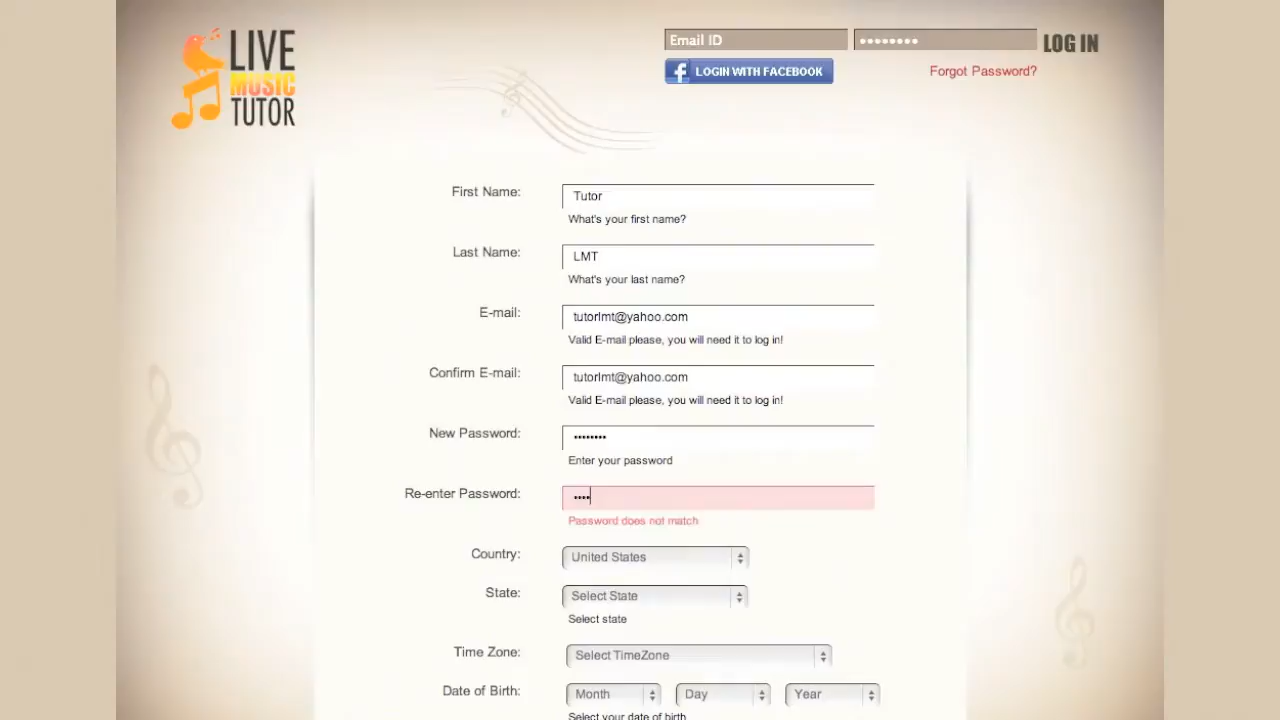 LIVE
MUSIC
TUTOR
Email ID
••••••••
LOG IN
f LOGIN WITH FACEBOOK
Forgot Password?
First Name:
Tutor
What's your first name?
Last Name:
LMT
What's your last name?
E-mail:
tutorlmt@yahoo.com
Valid E-mail please, you will need it to log in!
Confirm E-mail:
tutorlmt@yahoo.com
Valid E-mail please, you will need it to log in!
New Password:
••••••••
Enter your password
Re-enter Password:
••••
Password does not match
Country:
United States
State:
Select State
Select state
Time Zone:
Select TimeZone
Date of Birth:
Month Day Year
Select your date of birth